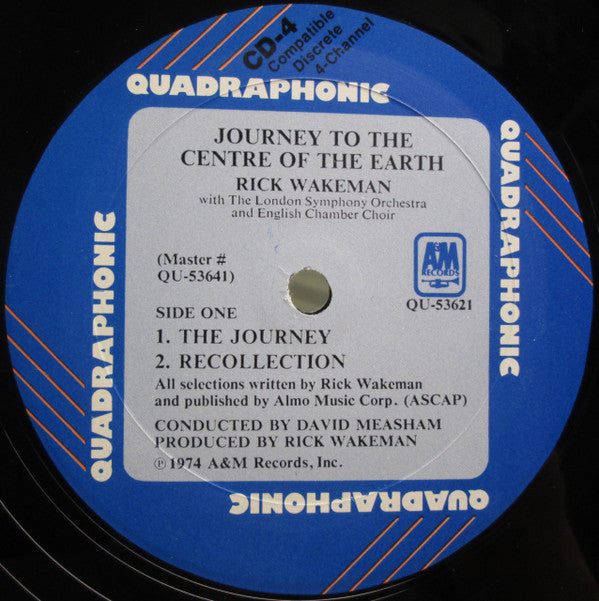 CD-4
Compatible
Discrete
4-Channel
QUADRAPHONIC
JOURNEY TO THE
CENTRE OF THE EARTH
RICK WAKEMAN
with The London Symphony Orchestra
and English Chamber Choir
(Master #
QU-53641)
A&M
RECORDS
QU-53621
SIDE ONE
1. THE JOURNEY
2. RECOLLECTION
All selections written by Rick Wakeman
and published by Almo Music Corp. (ASCAP)
CONDUCTED BY DAVID MEASHAM
PRODUCED BY RICK WAKEMAN
℗ 1974 A&M Records, Inc.
QUADRAPHONIC
QUADRAPHONIC
QUADRAPHONIC